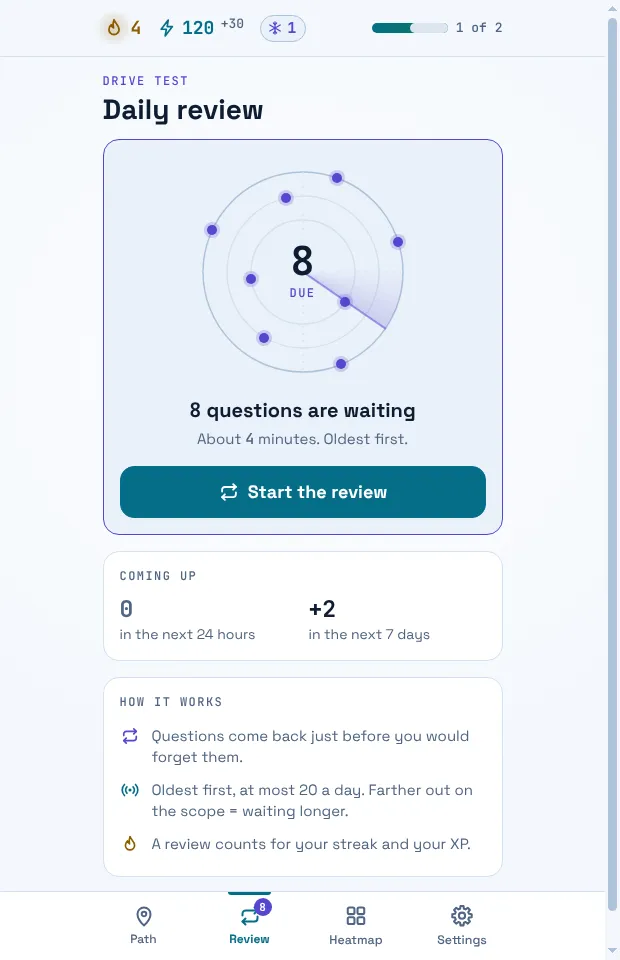 4 120 +30 1 1 of 2
DRIVE TEST
Daily review
8
DUE
8 questions are waiting
About 4 minutes. Oldest first.
Start the review
COMING UP
0 +2
in the next 24 hours in the next 7 days
HOW IT WORKS
Questions come back just before you would
forget them.
Oldest first, at most 20 a day. Farther out on
the scope = waiting longer.
A review counts for your streak and your XP.
8
Path Review Heatmap Settings